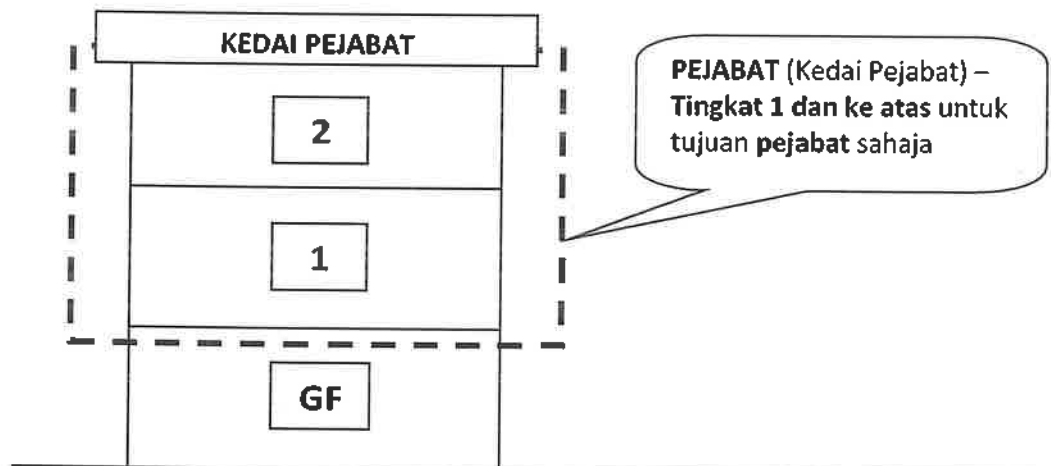 KEDAI PEJABAT
PEJABAT (Kedai Pejabat) –
Tingkat 1 dan ke atas untuk
tujuan pejabat sahaja
2
1
GF